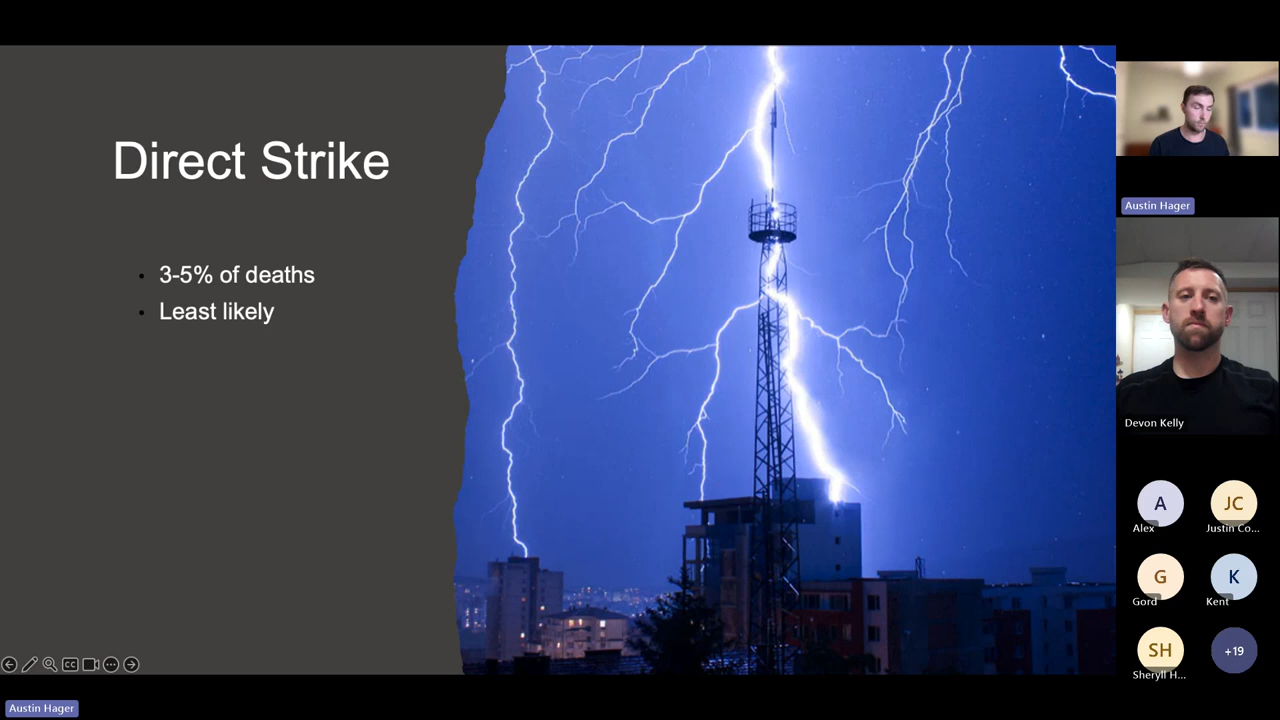 Direct Strike
• 3-5% of deaths
• Least likely
CC
Austin Hager
Austin Hager
Devon Kelly
A
JC
Alex
Justin Co...
G
K
Gord
Kent
SH
+19
Sheryll H...